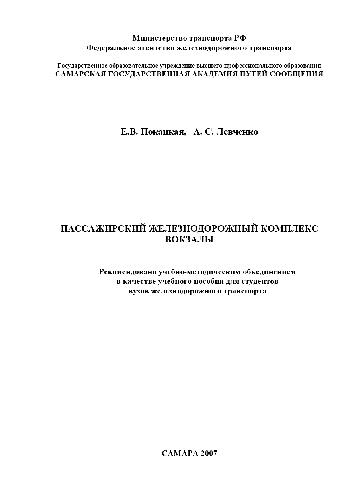 Министерство транспорта РФ
Федеральное агентство железнодорожного транспорта
Государственное образовательное учреждение высшего профессионального образования
САМАРСКАЯ ГОСУДАРСТВЕННАЯ АКАДЕМИЯ ПУТЕЙ СООБЩЕНИЯ
Е.В. Покацкая, А. С. Левченко
ПАССАЖИРСКИЙ ЖЕЛЕЗНОДОРОЖНЫЙ КОМПЛЕКС
ВОКЗАЛЫ
Рекомендовано учебно-методическим объединением
в качестве учебного пособия для студентов
вузов железнодорожного транспорта
САМАРА 2007